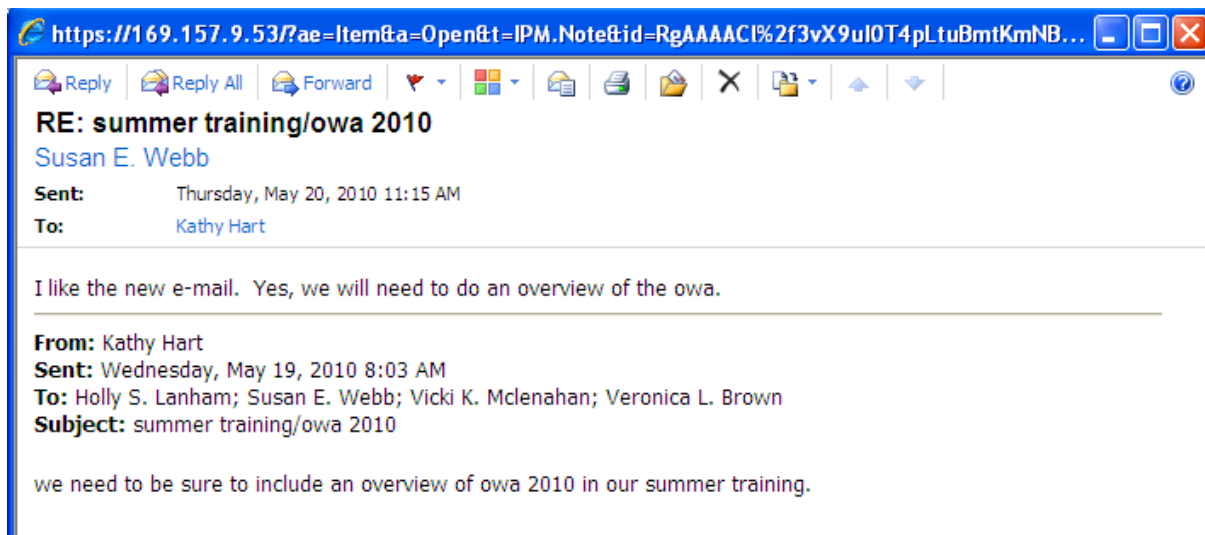 https://169.157.9.53/?ae=Item&a=Open&t=IPM.Note&id=RgAAAACl%2f3vX9ul0T4pLtuBmtKmNB...
Reply Reply All Forward
RE: summer training/owa 2010
Susan E. Webb
Sent: Thursday, May 20, 2010 11:15 AM
To: Kathy Hart
I like the new e-mail.  Yes, we will need to do an overview of the owa.
From: Kathy Hart
Sent: Wednesday, May 19, 2010 8:03 AM
To: Holly S. Lanham; Susan E. Webb; Vicki K. Mclenahan; Veronica L. Brown
Subject: summer training/owa 2010
we need to be sure to include an overview of owa 2010 in our summer training.